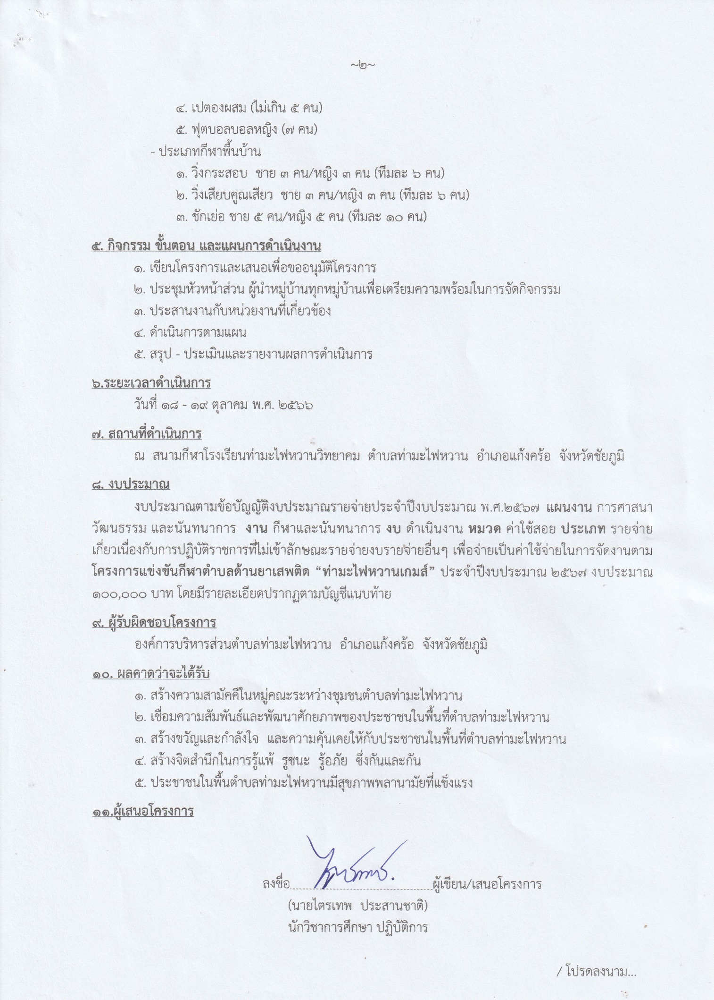 ~๒~
๔. เปตองผสม (ไม่เกิน ๕ คน)
๕. ฟุตบอลบอลหญิง (๗ คน)
- ประเภทกีฬาพื้นบ้าน
๑. วิ่งกระสอบ ชาย ๓ คน/หญิง ๓ คน (ทีมละ ๖ คน)
๒. วิ่งเสียบคูณเสียว ชาย ๓ คน/หญิง ๓ คน (ทีมละ ๖ คน)
๓. ชักเย่อ ชาย ๕ คน/หญิง ๕ คน (ทีมละ ๑๐ คน)
๕. กิจกรรม ขั้นตอน และแผนการดำเนินงาน
๑. เขียนโครงการและเสนอเพื่อขออนุมัติโครงการ
๒. ประชุมหัวหน้าส่วน ผู้นำหมู่บ้านทุกหมู่บ้านเพื่อเตรียมความพร้อมในการจัดกิจกรรม
๓. ประสานงานกับหน่วยงานที่เกี่ยวข้อง
๔. ดำเนินการตามแผน
๕. สรุป - ประเมินและรายงานผลการดำเนินการ
๖.ระยะเวลาดำเนินการ
วันที่ ๑๘ - ๑๙ ตุลาคม พ.ศ. ๒๕๖๖
๗. สถานที่ดำเนินการ
ณ สนามกีฬาโรงเรียนท่ามะไฟหวานวิทยาคม ตำบลท่ามะไฟหวาน อำเภอแก้งคร้อ จังหวัดชัยภูมิ
๘. งบประมาณ
งบประมาณตามข้อบัญญัติงบประมาณรายจ่ายประจำปีงบประมาณ พ.ศ.๒๕๖๗ แผนงาน การศาสนา
วัฒนธรรม และนันทนาการ งาน กีฬาและนันทนาการ งบ ดำเนินงาน หมวด ค่าใช้สอย ประเภท รายจ่าย
เกี่ยวเนื่องกับการปฏิบัติราชการที่ไม่เข้าลักษณะรายจ่ายงบรายจ่ายอื่นๆ เพื่อจ่ายเป็นค่าใช้จ่ายในการจัดงานตาม
โครงการแข่งขันกีฬาตำบลต้านยาเสพติด “ท่ามะไฟหวานเกมส์” ประจำปีงบประมาณ ๒๕๖๗ งบประมาณ
๑๐๐,๐๐๐ บาท โดยมีรายละเอียดปรากฏตามบัญชีแนบท้าย
๙. ผู้รับผิดชอบโครงการ
องค์การบริหารส่วนตำบลท่ามะไฟหวาน อำเภอแก้งคร้อ จังหวัดชัยภูมิ
๑๐. ผลคาดว่าจะได้รับ
๑. สร้างความสามัคคีในหมู่คณะระหว่างชุมชนตำบลท่ามะไฟหวาน
๒. เชื่อมความสัมพันธ์และพัฒนาศักยภาพของประชาชนในพื้นที่ตำบลท่ามะไฟหวาน
๓. สร้างขวัญและกำลังใจ และความคุ้นเคยให้กับประชาชนในพื้นที่ตำบลท่ามะไฟหวาน
๔. สร้างจิตสำนึกในการรู้แพ้ รูชนะ รู้อภัย ซึ่งกันและกัน
๕. ประชาชนในพื้นตำบลท่ามะไฟหวานมีสุขภาพพลานามัยที่แข็งแรง
๑๑.ผู้เสนอโครงการ
ลงชื่อ..............................ผู้เขียน/เสนอโครงการ
(นายไตรเทพ ประสานชาติ)
นักวิชาการศึกษา ปฏิบัติการ
/ โปรดลงนาม...